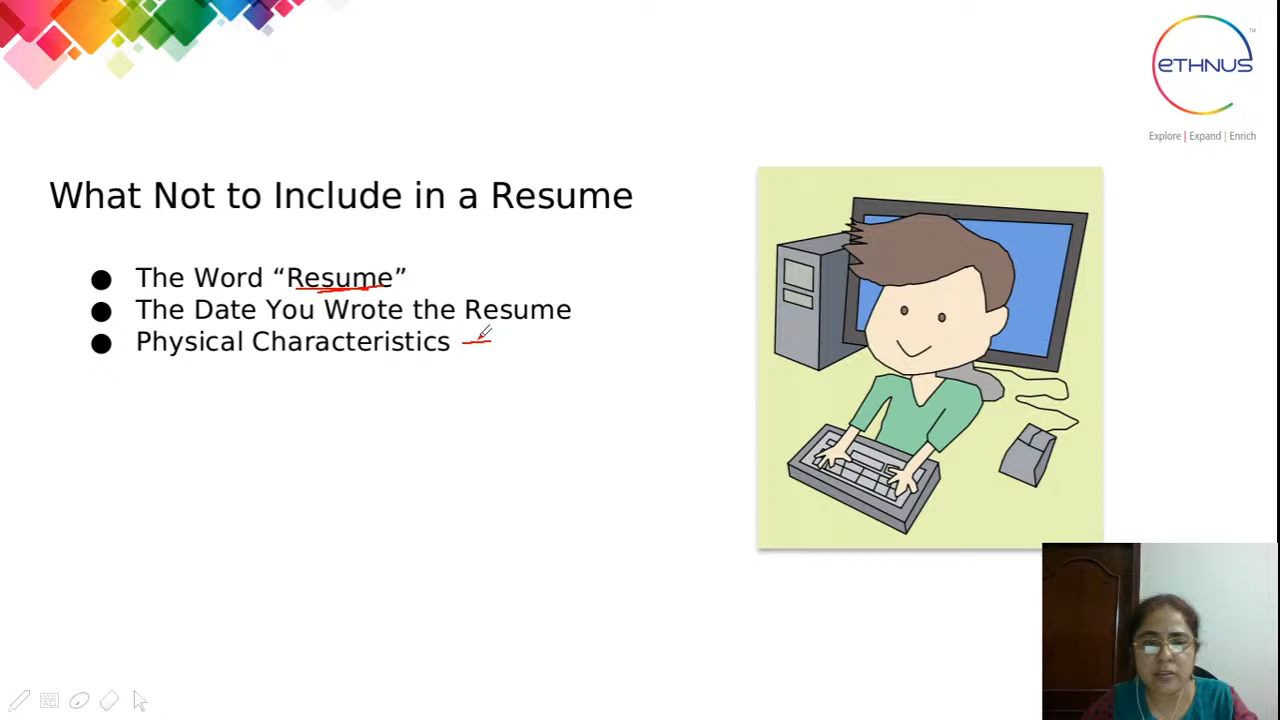 eTHNUS
TM
Explore | Expand | Enrich
What Not to Include in a Resume
● The Word “Resume”
● The Date You Wrote the Resume
● Physical Characteristics